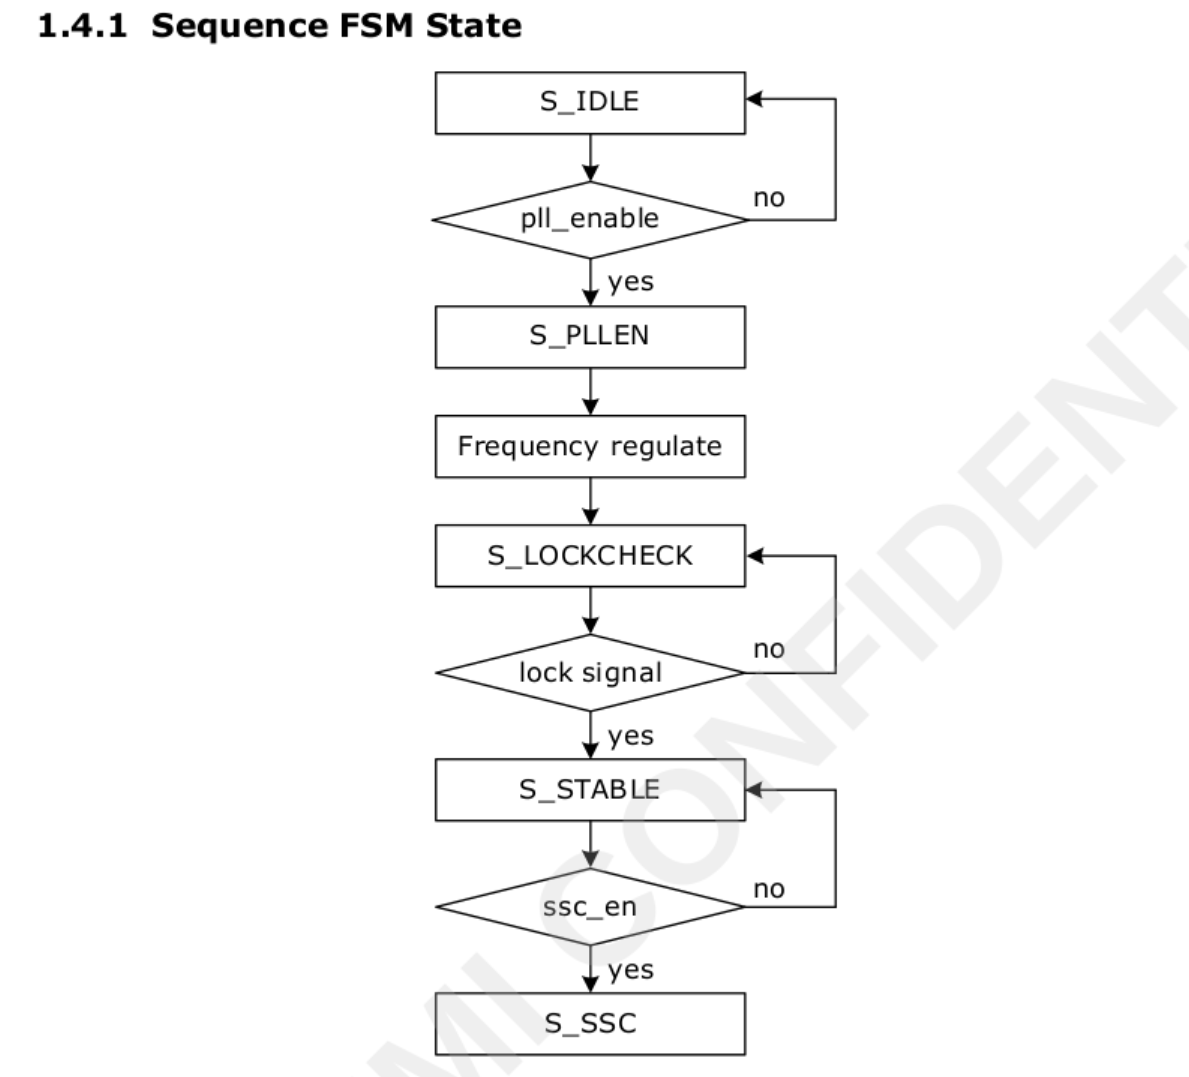 1.4.1 Sequence FSM State
S_IDLE
no
pll_enable
yes
S_PLLEN
Frequency regulate
S_LOCKCHECK
no
lock signal
yes
S_STABLE
no
ssc_en
yes
S_SSC
MI CONFIDENT